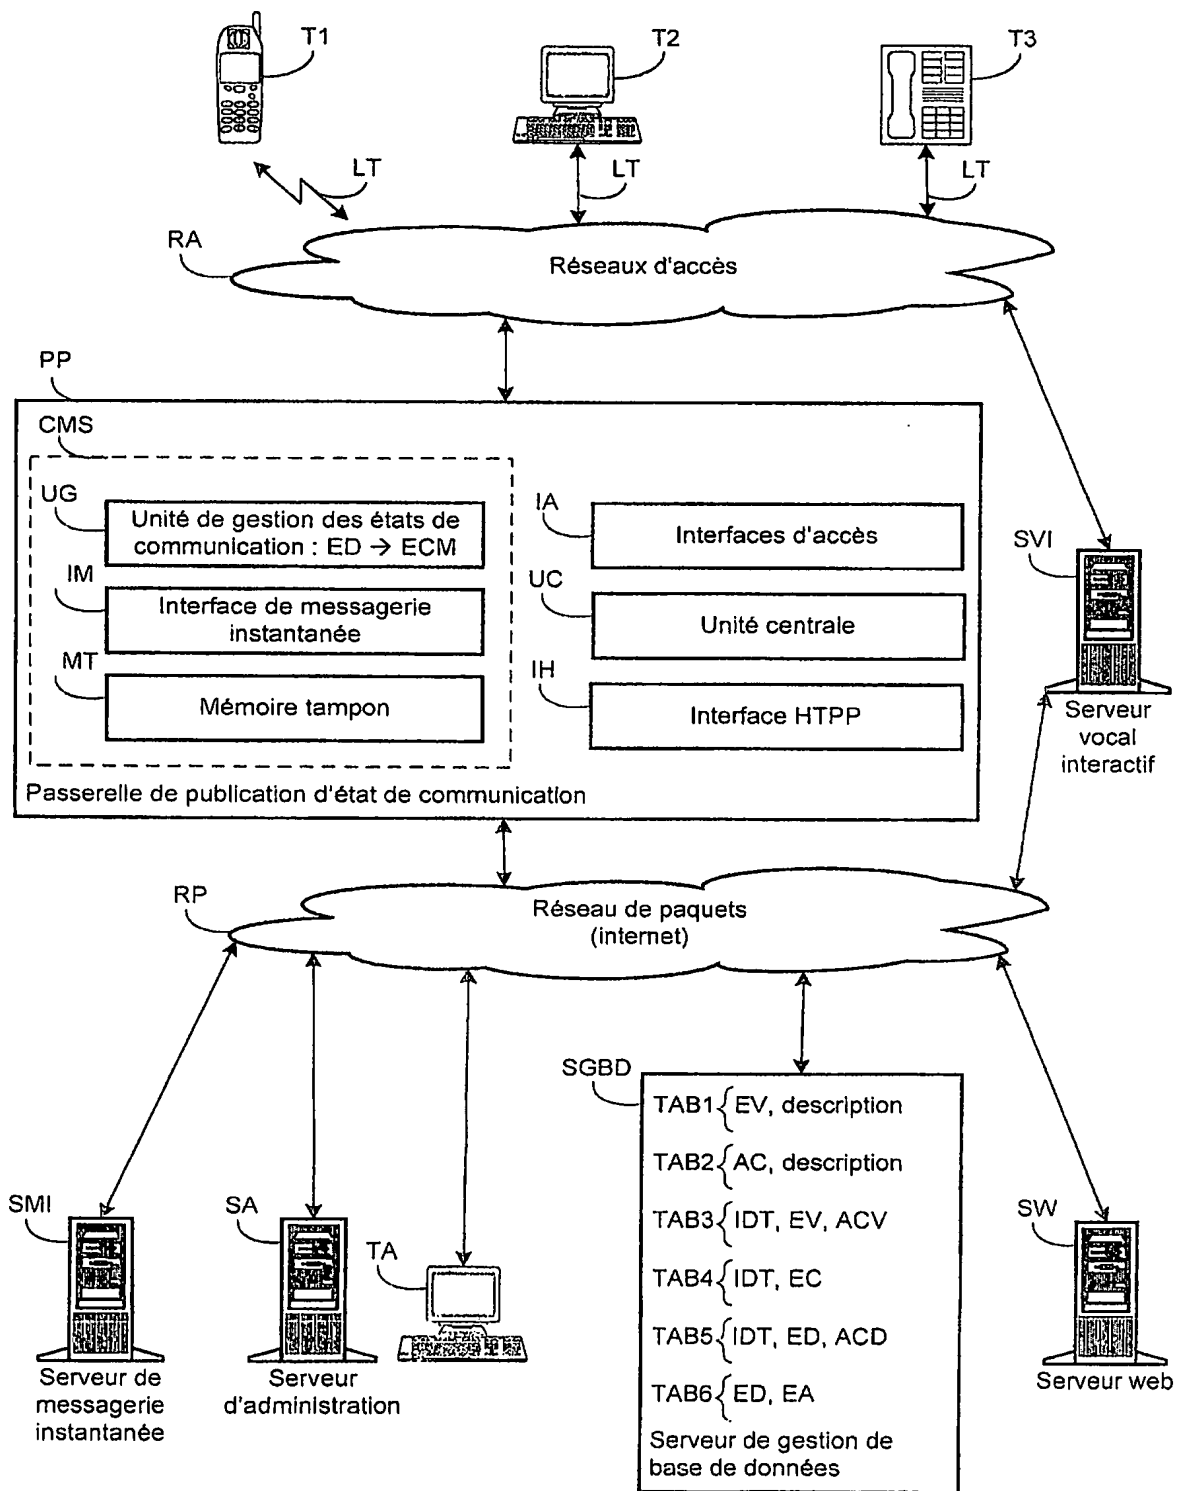 T1
T2
T3
LT
LT
LT
RA
Réseaux d'accès
PP
CMS
UG
Unité de gestion des états de
communication : ED → ECM
IA
Interfaces d'accès
SVI
IM
Interface de messagerie
instantanée
UC
Unité centrale
MT
Mémoire tampon
IH
Interface HTPP
Serveur
vocal
interactif
Passerelle de publication d'état de communication
RP
Réseau de paquets
(internet)
SGBD
TAB1{EV, description
TAB2{AC, description
TAB3{IDT, EV, ACV
TAB4{IDT, EC
TAB5{IDT, ED, ACD
TAB6{ED, EA
Serveur de gestion de
base de données
SMI
SA
TA
SW
Serveur de
messagerie
instantanée
Serveur
d'administration
Serveur web